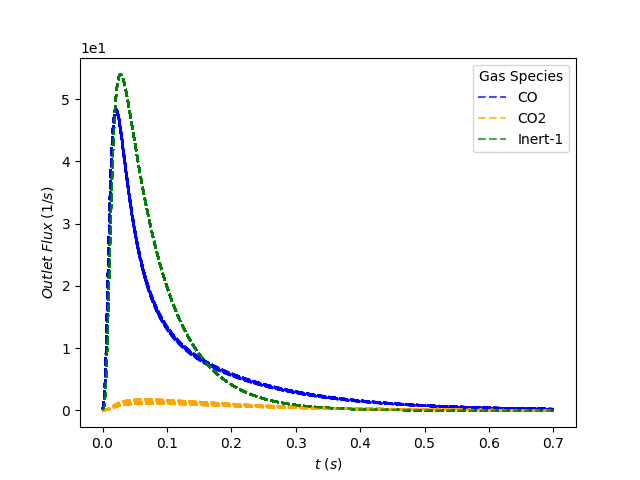 1e1
Gas Species
CO
CO2
Inert-1
5
4
3
2
1
0
Outlet Flux (1/s)
0.0 0.1 0.2 0.3 0.4 0.5 0.6 0.7
t (s)